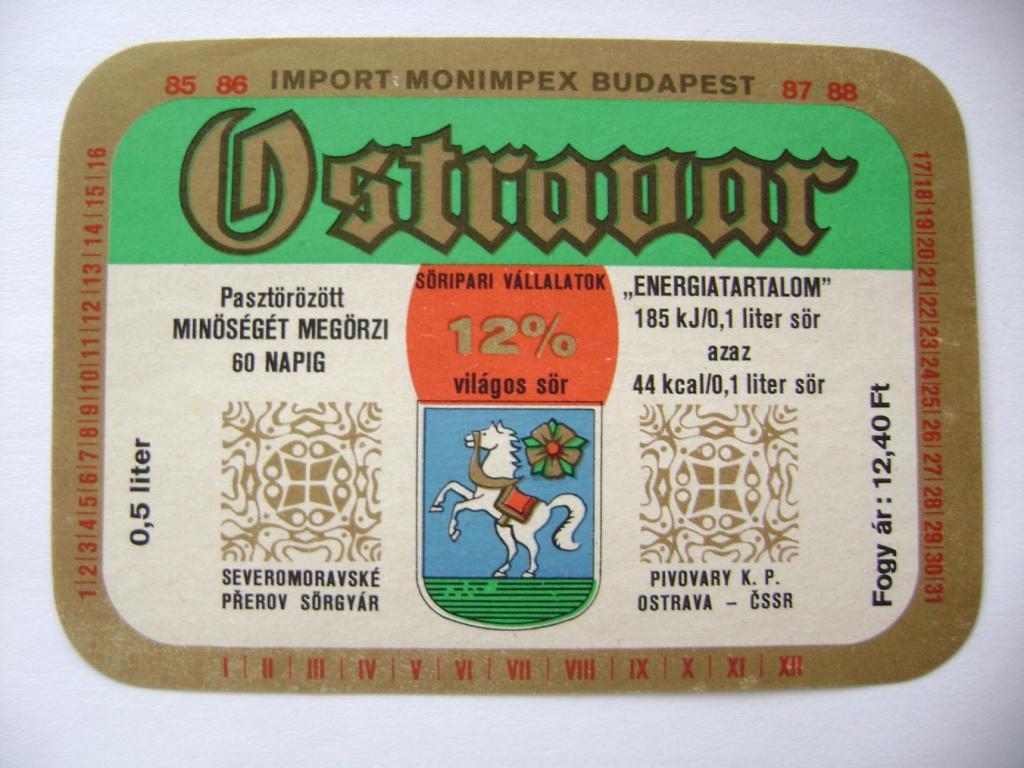 85 86 IMPORT MONIMPEX BUDAPEST 87 88
Ostravar
1|2|3|4|5|6|7|8|9|10|11|12|13|14|15|16
17|18|19|20|21|22|23|24|25|26|27|28|29|30|31
Pasztörözött
MINÖSÉGÉT MEGÖRZI
60 NAPIG
SÖRIPARI VÁLLALATOK
12%
világos sör
„ENERGIATARTALOM”
185 kJ/0,1 liter sör
azaz
44 kcal/0,1 liter sör
0,5 liter
Fogy ár : 12,40 Ft
SEVEROMORAVSKÉ
PŘEROV SÖRGYÁR
PIVOVARY K. P.
OSTRAVA – ČSSR
I | II | III | IV | V | VI | VII | VIII | IX | X | XI | XII